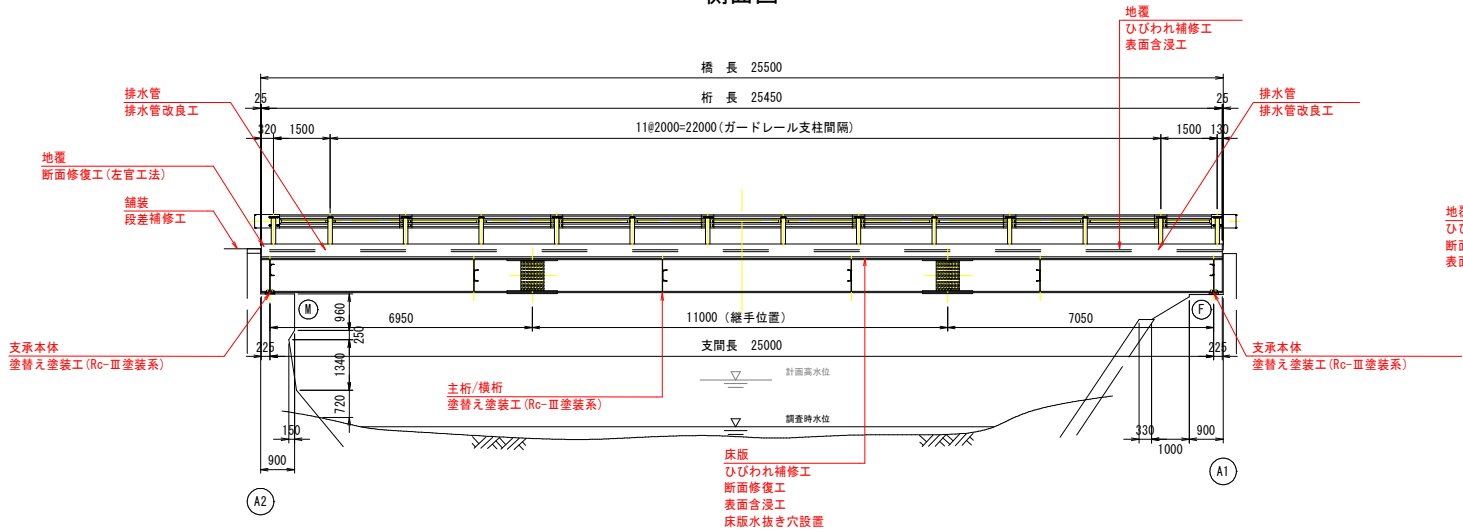 側面図
地覆
ひびわれ補修工
表面含浸工
橋 長 25500
排水管
排水管改良工
25
桁 長 25450
25
排水管
排水管改良工
320
1500
11@2000=22000(ガードレール支柱間隔)
1500
130
地覆
断面修復工(左官工法)
舗装
段差補修工
M
960
F
6950
11000 (継手位置)
7050
250
支承本体
塗替え塗装工(Rc-Ⅲ塗装系)
225
支間長 25000
225
支承本体
塗替え塗装工(Rc-Ⅲ塗装系)
1340
計画高水位
主桁/横桁
塗替え塗装工(Rc-Ⅲ塗装系)
720
調査時水位
150
330
900
1000
900
床版
ひびわれ補修工
断面修復工
表面含浸工
床版水抜き穴設置
A2
A1